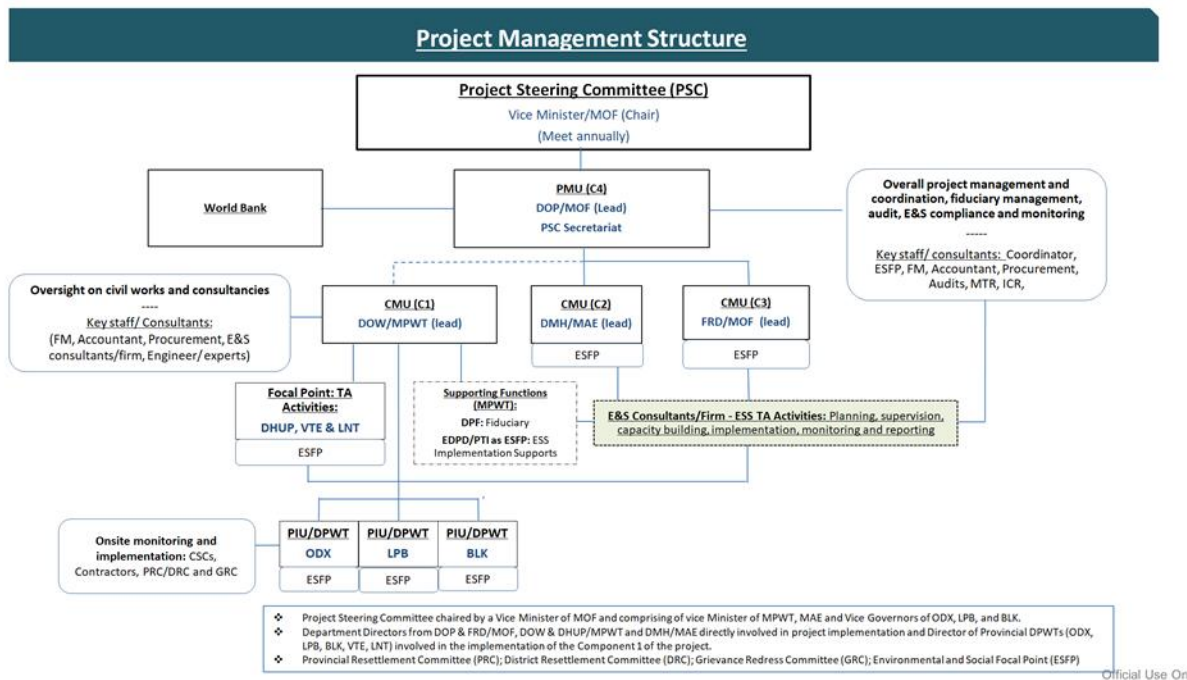 Project Management Structure
Project Steering Committee (PSC)
Vice Minister/MOF (Chair)
(Meet annually)
World Bank
PMU (C4)
DOP/MOF (Lead)
PSC Secretariat
Overall project management and
coordination, fiduciary management,
audit, E&S compliance and monitoring
-----
Key staff/ consultants: Coordinator,
ESFP, FM, Accountant, Procurement,
Audits, MTR, ICR,
Oversight on civil works and consultancies
----
Key staff/ Consultants:
(FM, Accountant, Procurement, E&S
consultants/firm, Engineer/ experts)
CMU (C1)
DOW/MPWT (lead)
CMU (C2)
DMH/MAE (lead)
ESFP
CMU (C3)
FRD/MOF (lead)
ESFP
Focal Point: TA
Activities:
DHUP, VTE & LNT
ESFP
Supporting Functions
(MPWT):
DPF: Fiduciary
EDPD/PTI as ESFP: ESS
Implementation Supports
E&S Consultants/Firm - ESS TA Activities: Planning, supervision,
capacity building, implementation, monitoring and reporting
Onsite monitoring and
implementation: CSCs,
Contractors, PRC/DRC and GRC
PIU/DPWT
ODX
ESFP
PIU/DPWT
LPB
ESFP
PIU/DPWT
BLK
ESFP
❖ Project Steering Committee chaired by a Vice Minister of MOF and comprising of vice Minister of MPWT, MAE and Vice Governors of ODX, LPB, and BLK.
❖ Department Directors from DOP & FRD/MOF, DOW & DHUP/MPWT and DMH/MAE directly involved in project implementation and Director of Provincial DPWTs (ODX,
LPB, BLK, VTE, LNT) involved in the implementation of the Component 1 of the project.
❖ Provincial Resettlement Committee (PRC); District Resettlement Committee (DRC); Grievance Redress Committee (GRC); Environmental and Social Focal Point (ESFP)
Official Use On